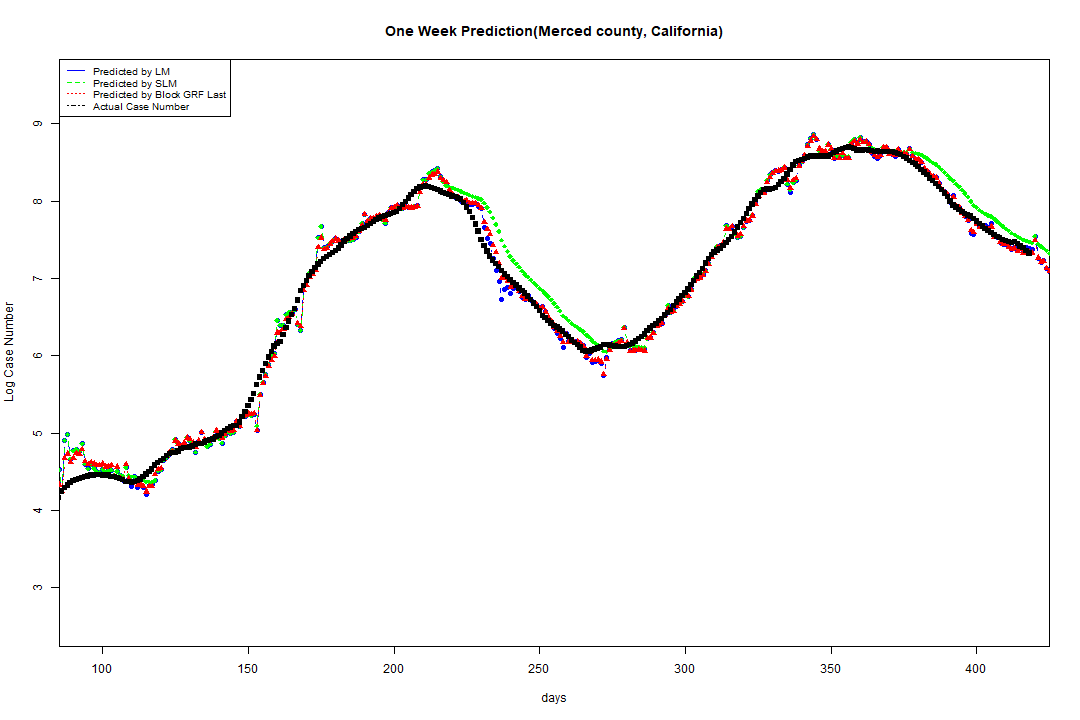 One Week Prediction(Merced county, California)
Predicted by LM
Predicted by SLM
Predicted by Block GRF Last
Actual Case Number
Log Case Number
9
8
7
6
5
4
3
100 150 200 250 300 350 400
days